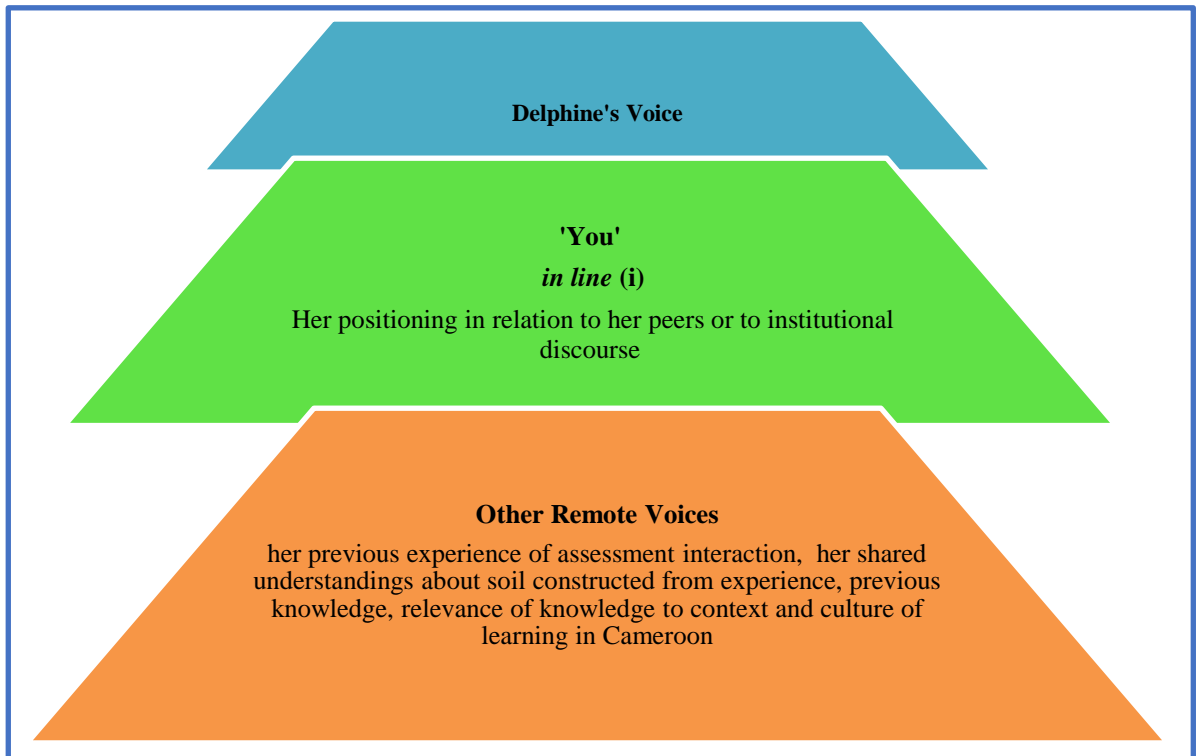 Delphine's Voice
'You'
in line (i)
Her positioning in relation to her peers or to institutional
discourse
Other Remote Voices
her previous experience of assessment interaction,  her shared
understandings about soil constructed from experience, previous
knowledge, relevance of knowledge to context and culture of
learning in Cameroon